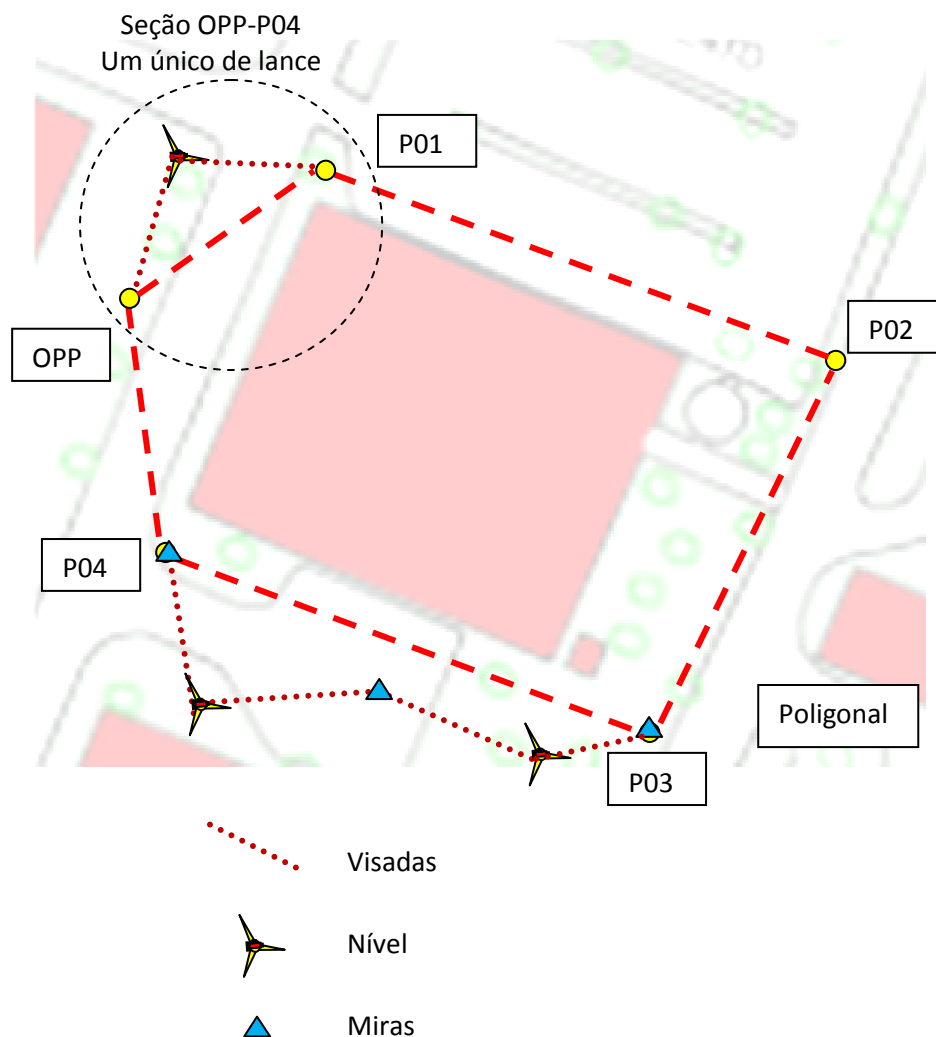 Seção OPP-P04
Um único de lance
P01
P02
OPP
P04
Poligonal
P03
Visadas
Nível
Miras